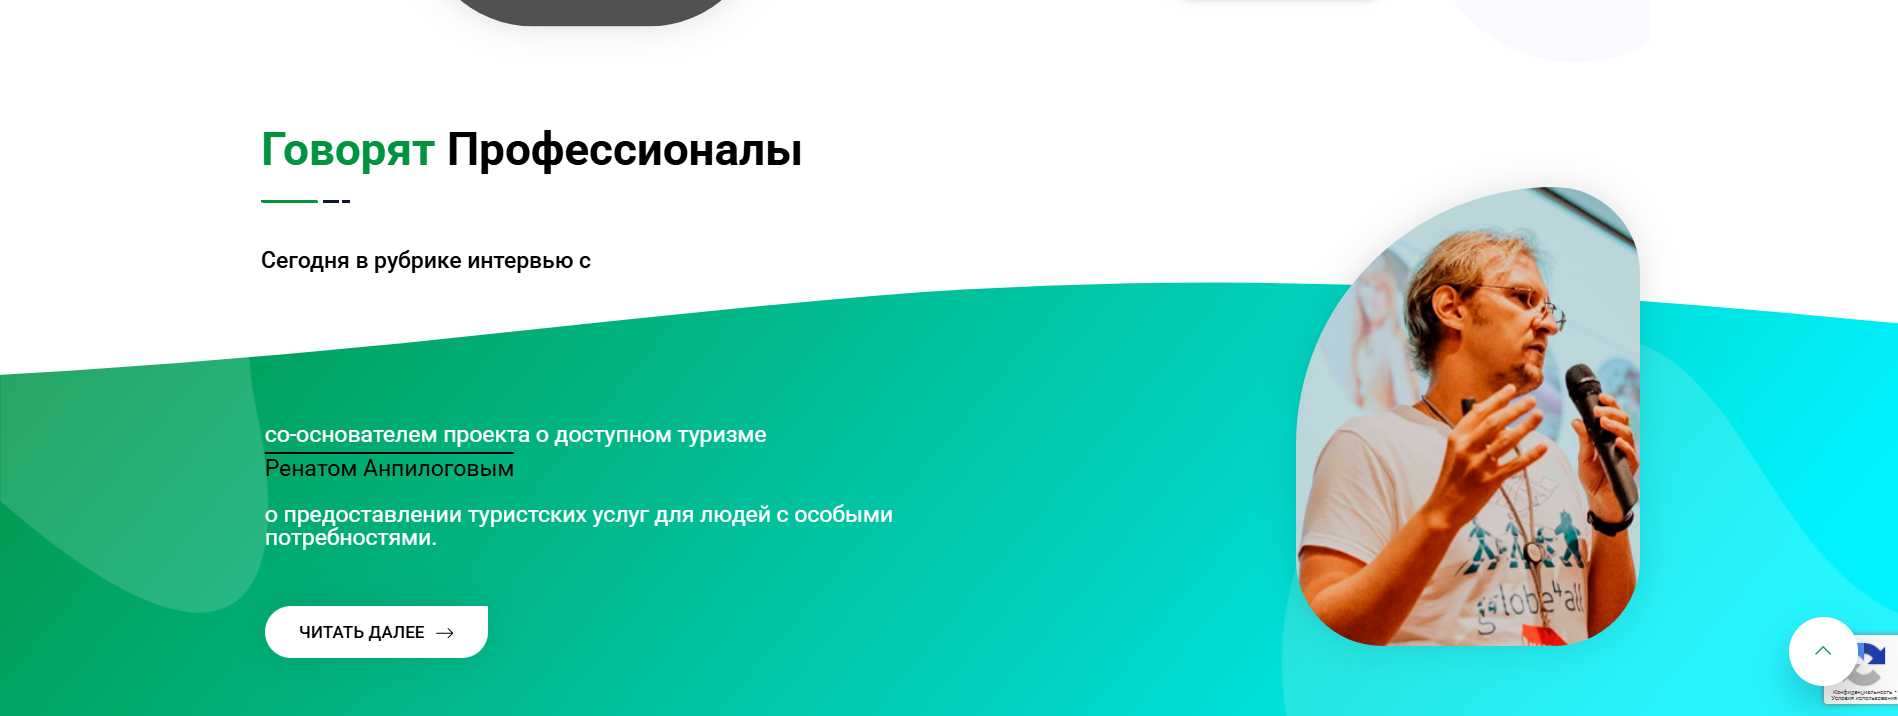 Говорят Профессионалы
Сегодня в рубрике интервью с
со-основателем проекта о доступном туризме
Ренатом Анпилоговым
о предоставлении туристских услуг для людей с особыми
потребностями.
ЧИТАТЬ ДАЛЕЕ
globe4all
Конфиденциальность •
Условия использования